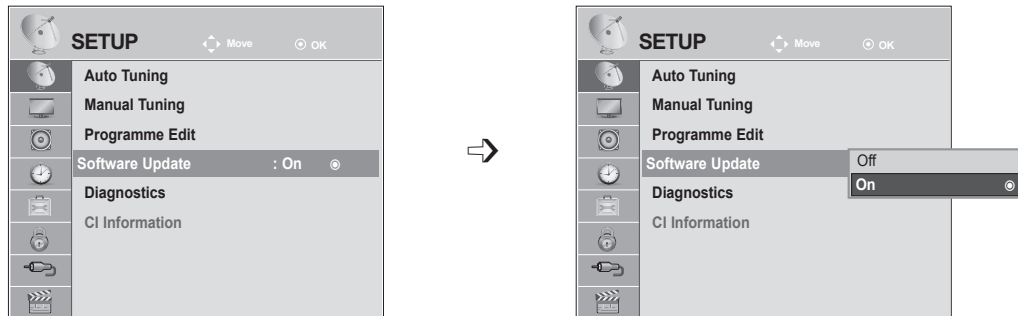 SETUP Move OK
Auto Tuning
Manual Tuning
Programme Edit
Software Update : On
Diagnostics
CI Information
SETUP Move OK
Auto Tuning
Manual Tuning
Programme Edit
Software Update
Off
On
Diagnostics
CI Information